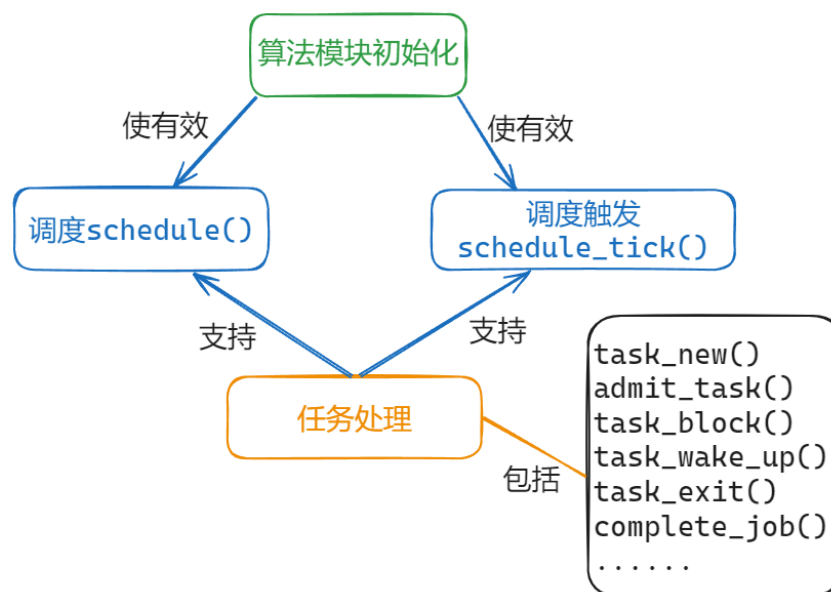 算法模块初始化
使有效
使有效
调度schedule()
调度触发
schedule_tick()
支持
支持
任务处理
包括
task_new()
admit_task()
task_block()
task_wake_up()
task_exit()
complete_job()
......